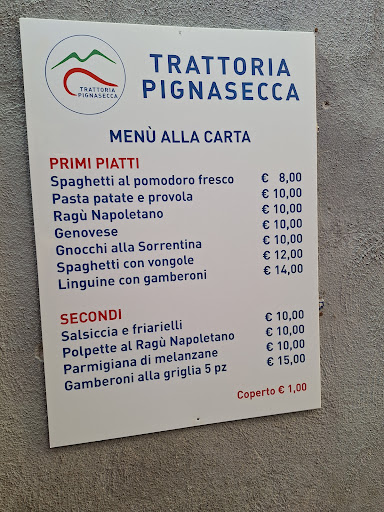 TRATTORIA
PIGNASECCA
TRATTORIA
PIGNASECCA
MENÙ ALLA CARTA
PRIMI PIATTI
Spaghetti al pomodoro fresco € 8,00
Pasta patate e provola € 10,00
Ragù Napoletano € 10,00
Genovese € 10,00
Gnocchi alla Sorrentina € 10,00
Spaghetti con vongole € 12,00
Linguine con gamberoni € 14,00
SECONDI
Salsiccia e friarielli € 10,00
Polpette al Ragù Napoletano € 10,00
Parmigiana di melanzane € 10,00
Gamberoni alla griglia 5 pz € 15,00
Coperto € 1,00